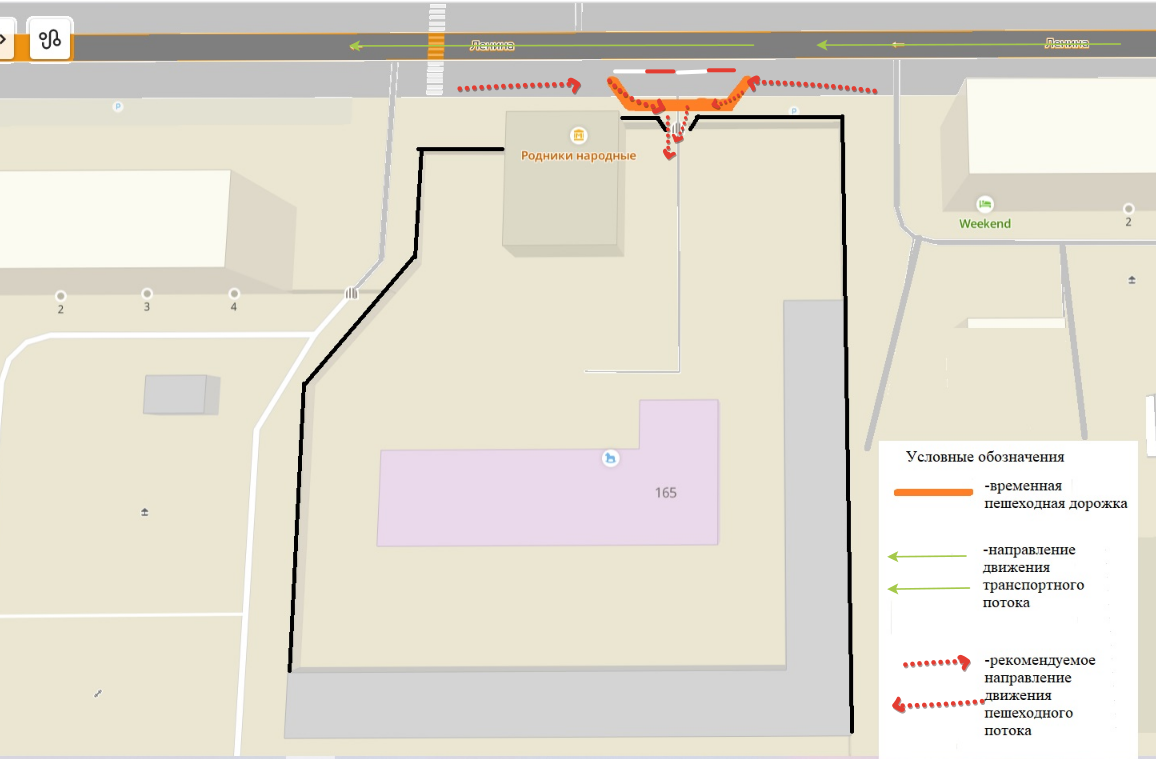 Ленина
Ленина
P
P
Родники народные
Weekend
2
2
3
4
165
Условные обозначения
-временная
пешеходная дорожка
-направление
движения
транспортного
потока
-рекомендуемое
направление
движения
пешеходного
потока